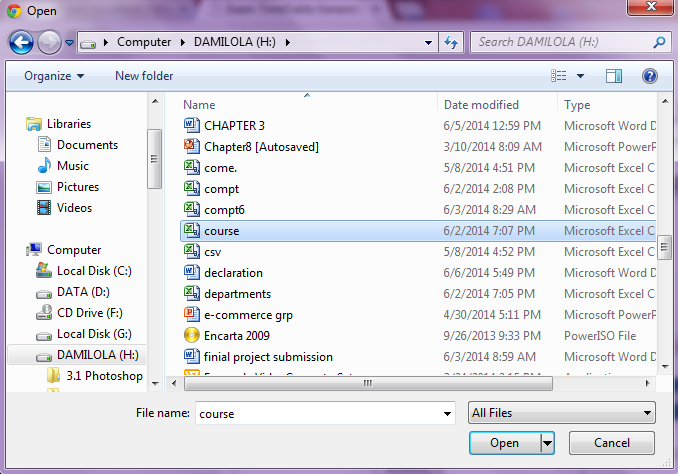 Open
Computer ▸ DAMILOLA (H:) ▸
Search DAMILOLA (H:)
Organize
New folder
Libraries
Documents
Music
Pictures
Videos
Computer
Local Disk (C:)
DATA (D:)
CD Drive (F:)
Local Disk (G:)
DAMILOLA (H:)
3.1 Photoshop
Name Date modified Type
CHAPTER 3 6/5/2014 12:59 PM Microsoft Word D
Chapter8 [Autosaved] 3/10/2014 8:09 AM Microsoft PowerP
come. 5/8/2014 4:51 PM Microsoft Excel C
compt 6/2/2014 2:08 PM Microsoft Excel C
compt6 6/3/2014 8:29 AM Microsoft Excel C
course 6/2/2014 7:07 PM Microsoft Excel C
csv 5/8/2014 4:52 PM Microsoft Excel C
declaration 6/6/2014 5:49 PM Microsoft Word D
departments 6/2/2014 7:05 PM Microsoft Excel C
e-commerce grp 4/30/2014 5:11 PM Microsoft PowerP
Encarta 2009 9/26/2013 9:33 PM PowerISO File
finial project submission 6/3/2014 8:59 AM Microsoft Word D
File name: course
All Files
Open
Cancel